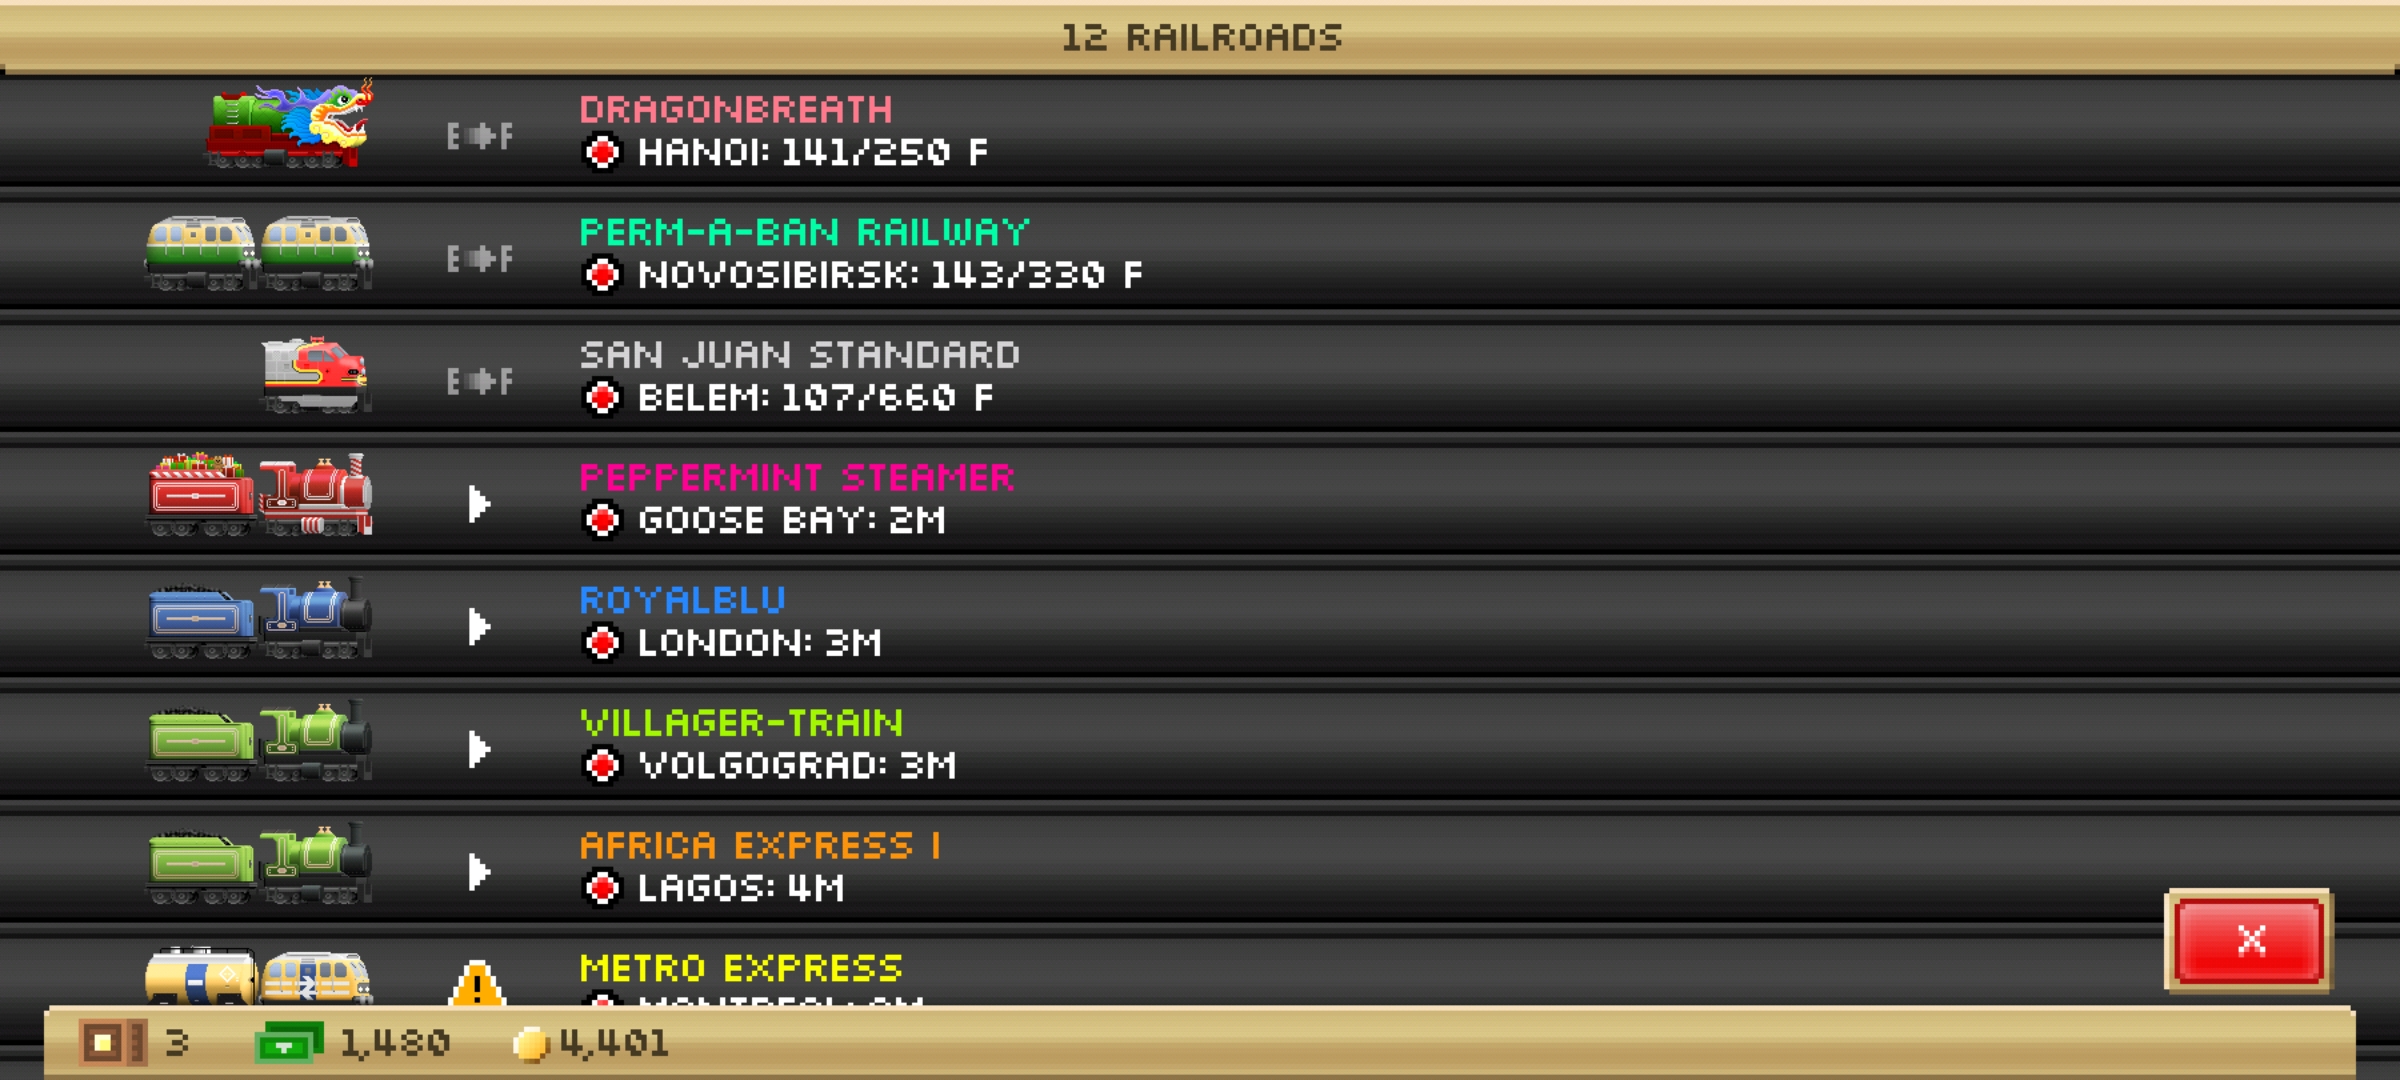 12 RAILROADS
DRAGONBREATH
E F
HANOI: 141/250 F
PERM-A-BAN RAILWAY
E F
NOVOSIBIRSK: 143/330 F
SAN JUAN STANDARD
E F
BELEM: 107/660 F
PEPPERMINT STEAMER
GOOSE BAY: 2M
ROYALBLU
LONDON: 3M
VILLAGER-TRAIN
VOLGOGRAD: 3M
AFRICA EXPRESS I
LAGOS: 4M
METRO EXPRESS
X
3 1,480 4,401